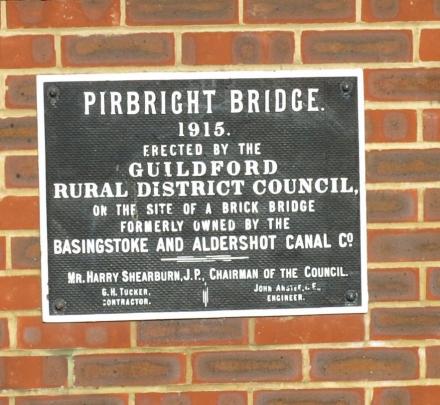 PIRBRIGHT BRIDGE.
1915.
ERECTED BY THE
GUILDFORD
RURAL DISTRICT COUNCIL,
ON THE SITE OF A BRICK BRIDGE
FORMERLY OWNED BY THE
BASINGSTOKE AND ALDERSHOT CANAL CO
MR. HARRY SHEARBURN, J.P., CHAIRMAN OF THE COUNCIL.
G. H. TUCKER,
CONTRACTOR.
JOHN
ENGINEER.